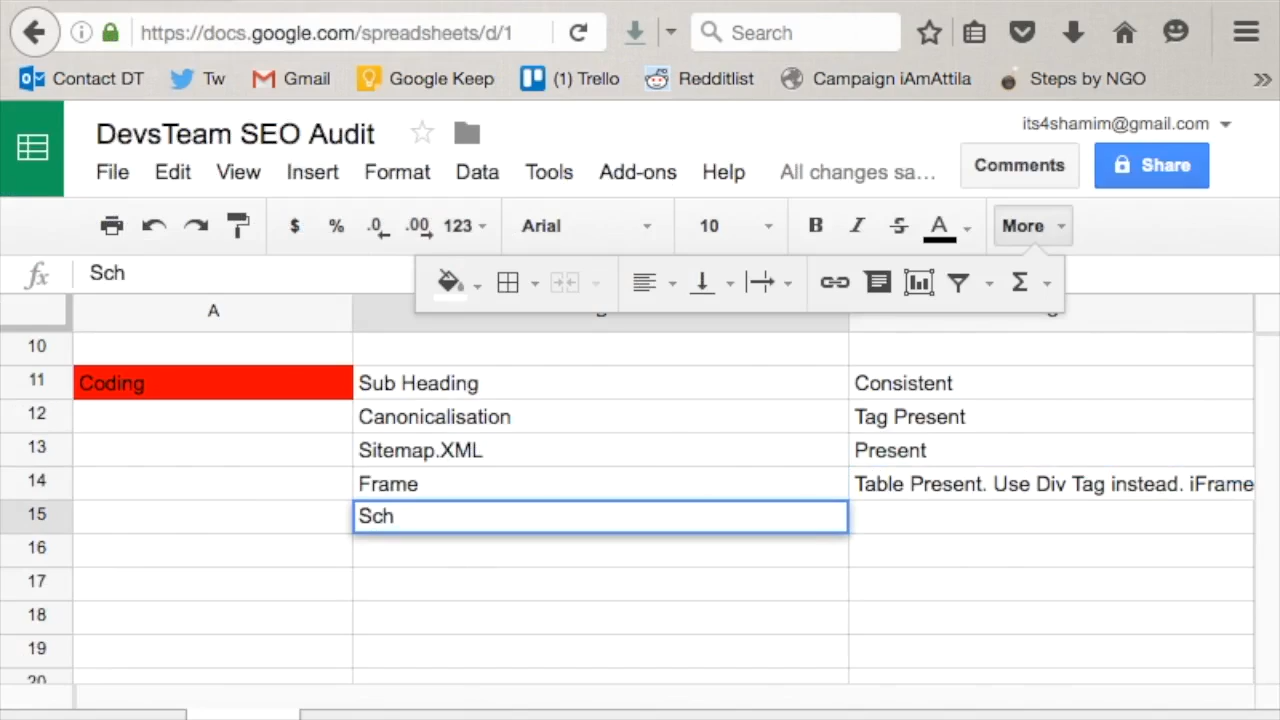 https://docs.google.com/spreadsheets/d/1
Search
Contact DT
Tw
Gmail
Google Keep
(1) Trello
Redditlist
Campaign iAmAttila
Steps by NGO
DevsTeam SEO Audit
its4shamim@gmail.com
File Edit View Insert Format Data Tools Add-ons Help All changes sa...
Comments
Share
$ % .0 .00 123 Arial 10 B I S A More
fx Sch
A
10
11 Coding Sub Heading Consistent
12 Canonicalisation Tag Present
13 Sitemap.XML Present
14 Frame Table Present. Use Div Tag instead. iFrame
15 Sch
16
17
18
19
20